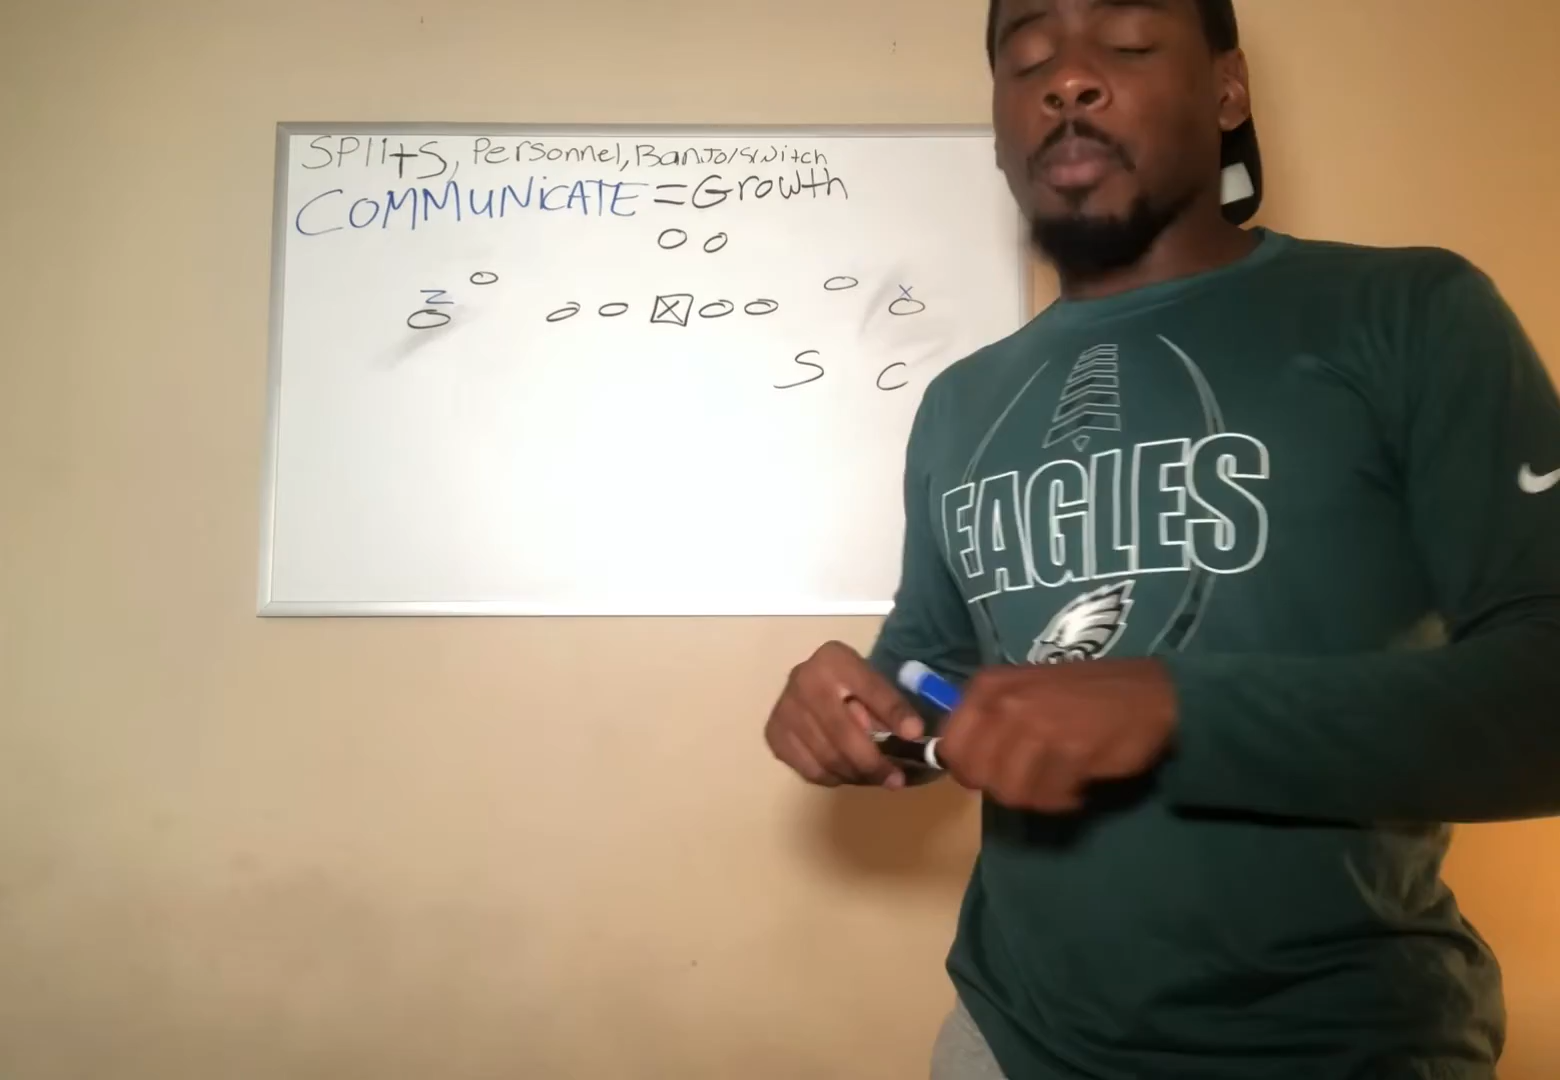 SPlitS, Personnel, Banjo/switch
COMMUNiCATE = Growth
Z
X
X
S C
EAGLES